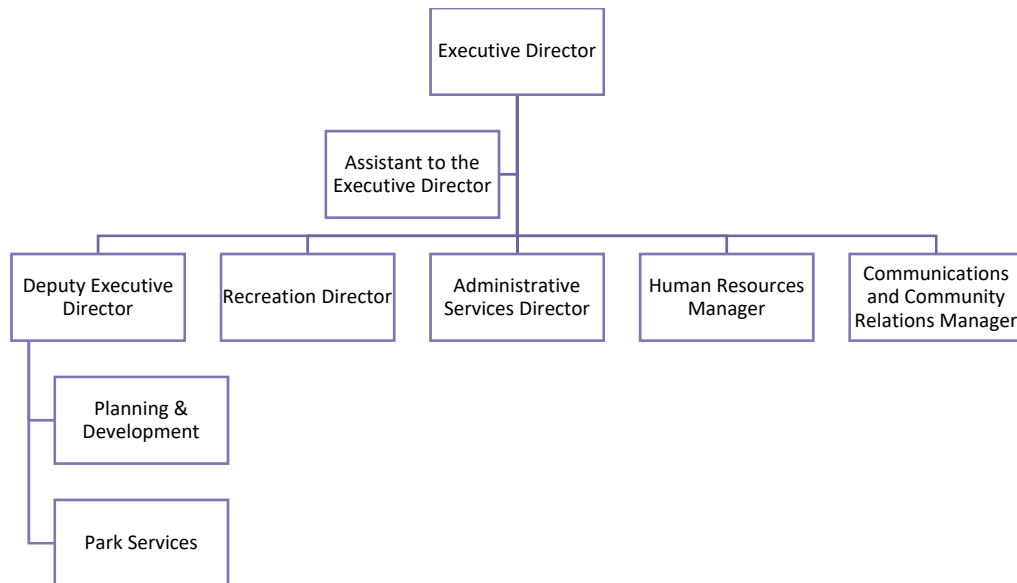 Executive Director
Assistant to the
Executive Director
Deputy Executive
Director
Recreation Director
Administrative
Services Director
Human Resources
Manager
Communications
and Community
Relations Manager
Planning &
Development
Park Services